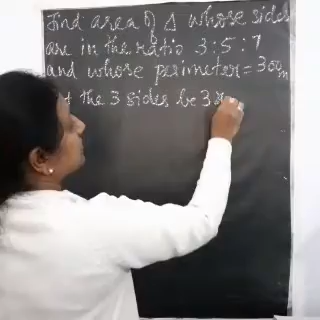 Find area of Δ whose sides
are in the ratio 3:5:7
and whose perimeter = 300m
the 3 sides be 3x